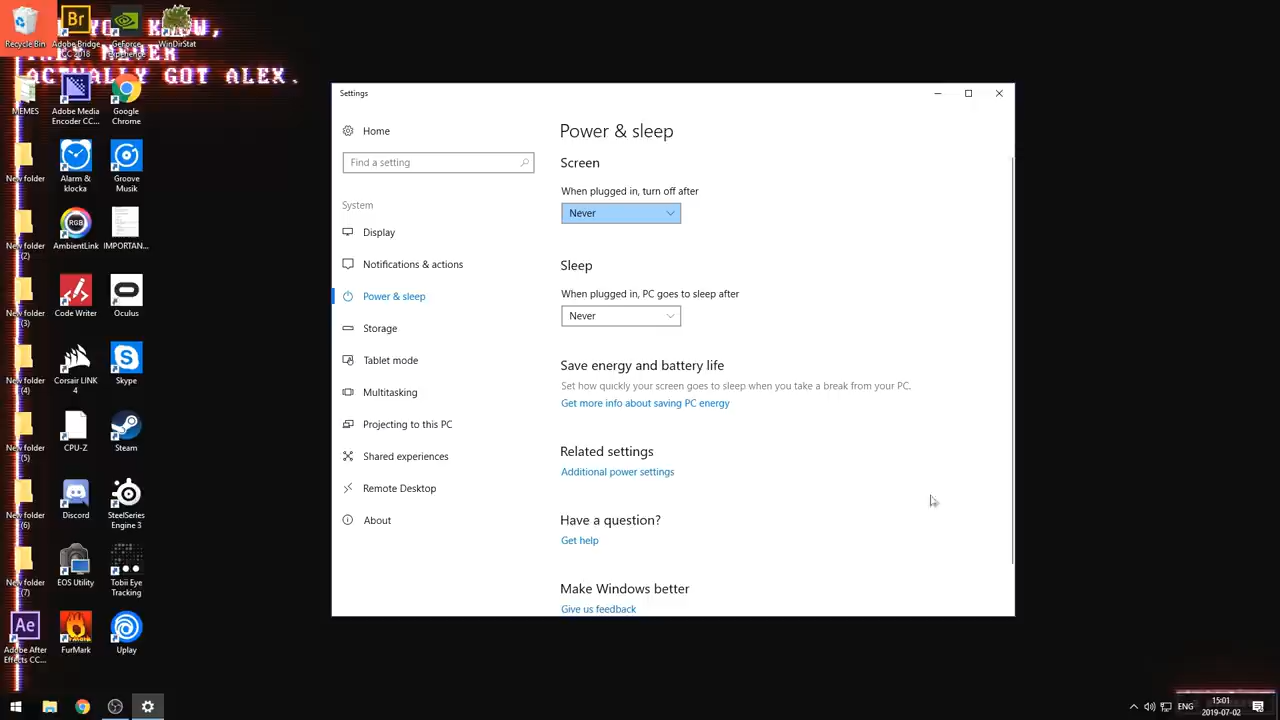 YOU KNOW,
I NEVER
ACTUALLY GOT ALEX.
Recycle Bin
Adobe Bridge CC 2018
GeForce Experience
WinDirStat
MEMES
Adobe Media Encoder CC...
Google Chrome
New folder
Alarm & klocka
Groove Musik
New folder (2)
AmbientLink
IMPORTAN...
New folder (3)
Code Writer
Oculus
New folder (4)
Corsair LINK 4
Skype
New folder (5)
CPU-Z
Steam
New folder (6)
Discord
SteelSeries Engine 3
New folder (7)
EOS Utility
Tobii Eye Tracking
Adobe After Effects CC...
FurMark
Uplay
Settings
Home
Find a setting
System
Display
Notifications & actions
Power & sleep
Storage
Tablet mode
Multitasking
Projecting to this PC
Shared experiences
Remote Desktop
About
Power & sleep
Screen
When plugged in, turn off after
Never
Sleep
When plugged in, PC goes to sleep after
Never
Save energy and battery life
Set how quickly your screen goes to sleep when you take a break from your PC.
Get more info about saving PC energy
Related settings
Additional power settings
Have a question?
Get help
Make Windows better
Give us feedback
ENG
15:01
2019-07-02